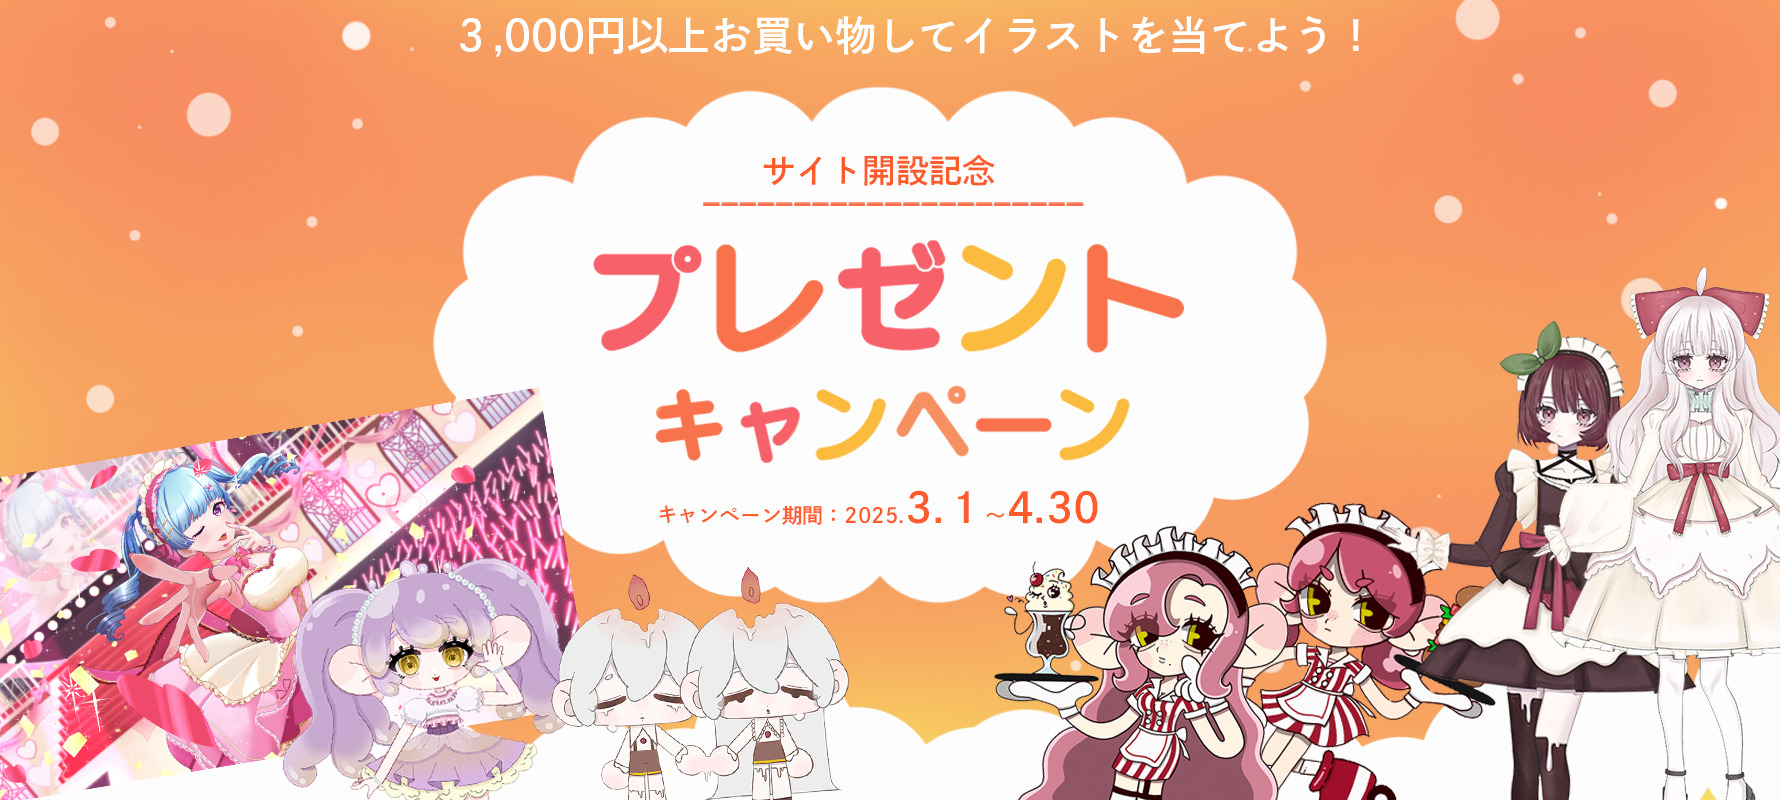 ３,000円以上お買い物してイラストを当てよう！
サイト開設記念
プレゼント
キャンペーン
キャンペーン期間：2025.3.１～4.30